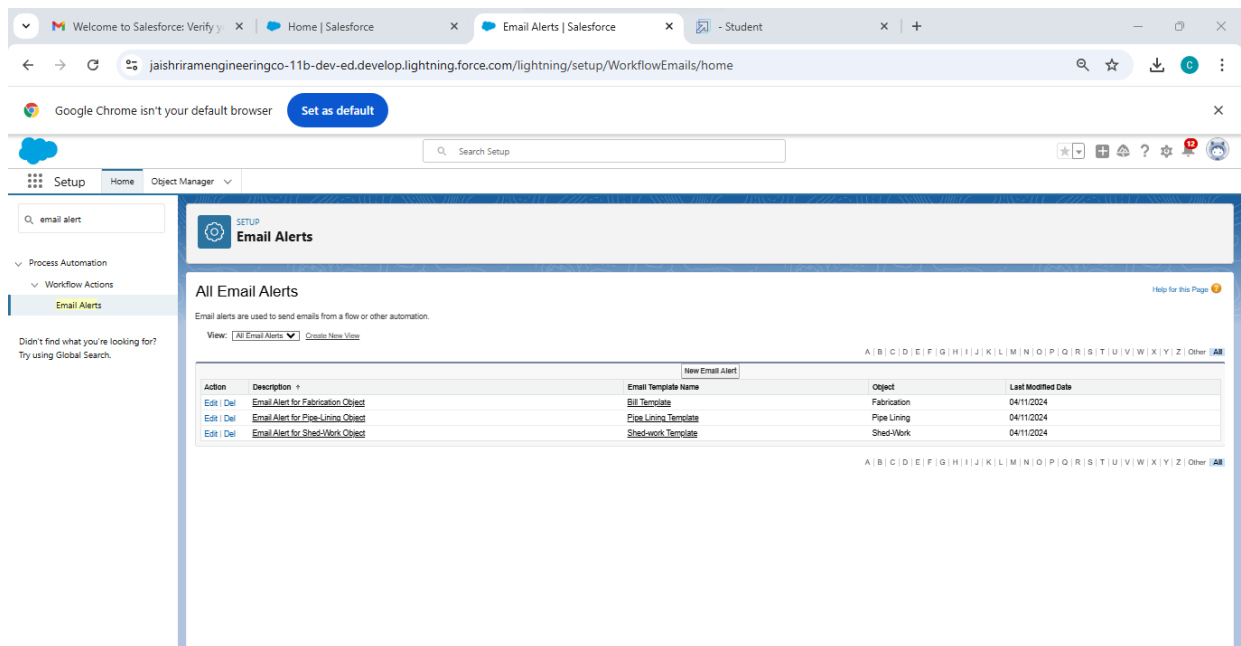 Welcome to Salesforce: Verify y
Home | Salesforce
Email Alerts | Salesforce
- Student
jaishriramengineeringco-11b-dev-ed.develop.lightning.force.com/lightning/setup/WorkflowEmails/home
C
Google Chrome isn't your default browser
Set as default
Search Setup
12
Setup
Home
Object Manager
email alert
SETUP
Email Alerts
Process Automation
Workflow Actions
Email Alerts
Didn't find what you're looking for?
Try using Global Search.
All Email Alerts
Help for this Page ?
Email alerts are used to send emails from a flow or other automation.
View: All Email Alerts Create New View
A | B | C | D | E | F | G | H | I | J | K | L | M | N | O | P | Q | R | S | T | U | V | W | X | Y | Z | Other All
New Email Alert
Action Description ↑ Email Template Name Object Last Modified Date
Edit | Del Email Alert for Fabrication Object Bill Template Fabrication 04/11/2024
Edit | Del Email Alert for Pipe-Lining Object Pipe Lining Template Pipe Lining 04/11/2024
Edit | Del Email Alert for Shed-Work Object Shed-work Template Shed-Work 04/11/2024
A | B | C | D | E | F | G | H | I | J | K | L | M | N | O | P | Q | R | S | T | U | V | W | X | Y | Z | Other All